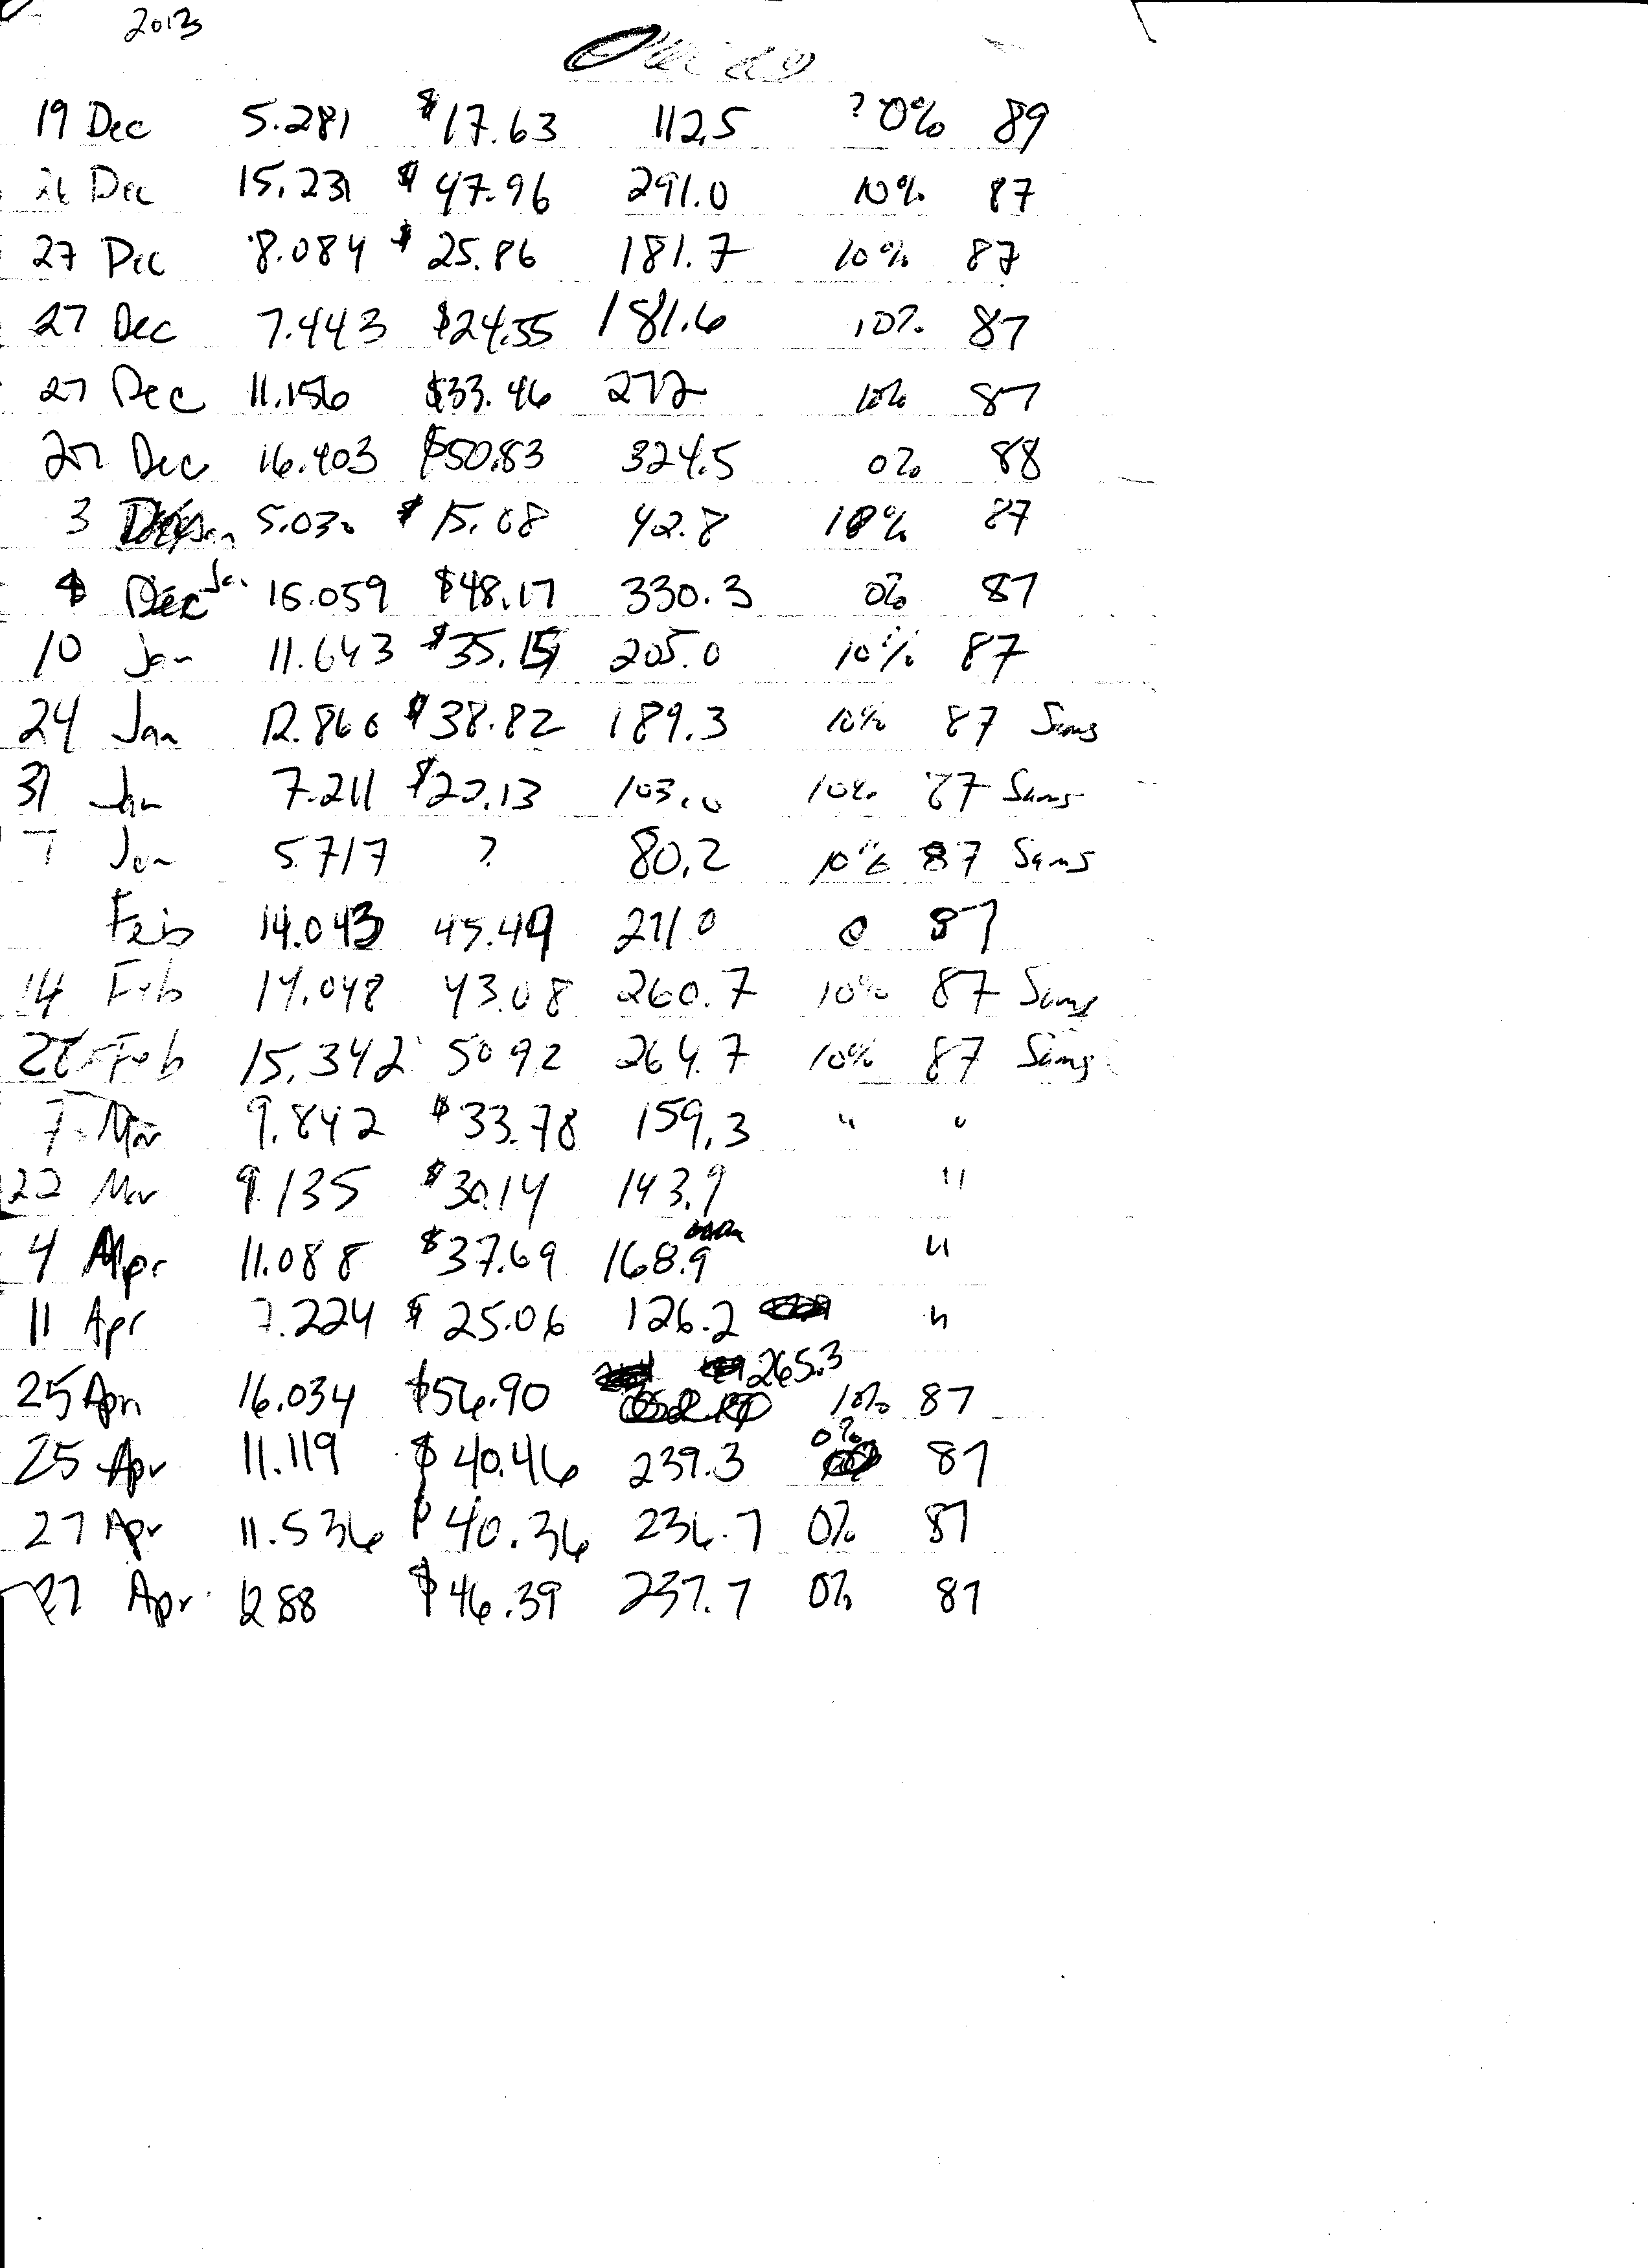 2013
19 Dec 5.281 $17.63 112.5 ? 0% 89
26 Dec 15.231 $47.96 291.0 10% 87
27 Dec 8.084 $25.86 181.7 10% 87
27 Dec 7.443 $24.55 181.6 10% 87
27 Dec 11.156 $33.46 272 10% 87
Dec 16.403 $50.83 324.5 0% 88
3 Jan 5.030 $15.08 42.8 10% 87
Jan 16.059 $48.17 330.3 0% 87
10 Jan 11.643 $35.15 205.0 10% 87
24 Jan 12.860 $38.82 189.3 10% 87 Sams
31 Jan 7.211 $22.13 103.0 10% 87 Sams
7 Jan 5.717 ? 80.2 10% 87 Sams
Feb 14.043 45.49 271.0 0 87
14 Feb 14.048 43.08 260.7 10% 87 Sams
Feb 15.342 50 92 264.7 10% 87 Sams
7 Mar 9.842 $33.78 159.3 " "
22 Mar 9.135 $30.14 143.9 "
4 Apr 11.088 $37.69 168.9 "
11 Apr 7.224 $25.06 126.2 "
25 Apr 16.034 $56.90 265.3 10% 87
25 Apr 11.119 $40.46 239.3 0% 87
27 Apr 11.536 $40.36 236.7 0% 87
27 Apr 12.88 $46.39 237.7 0% 87